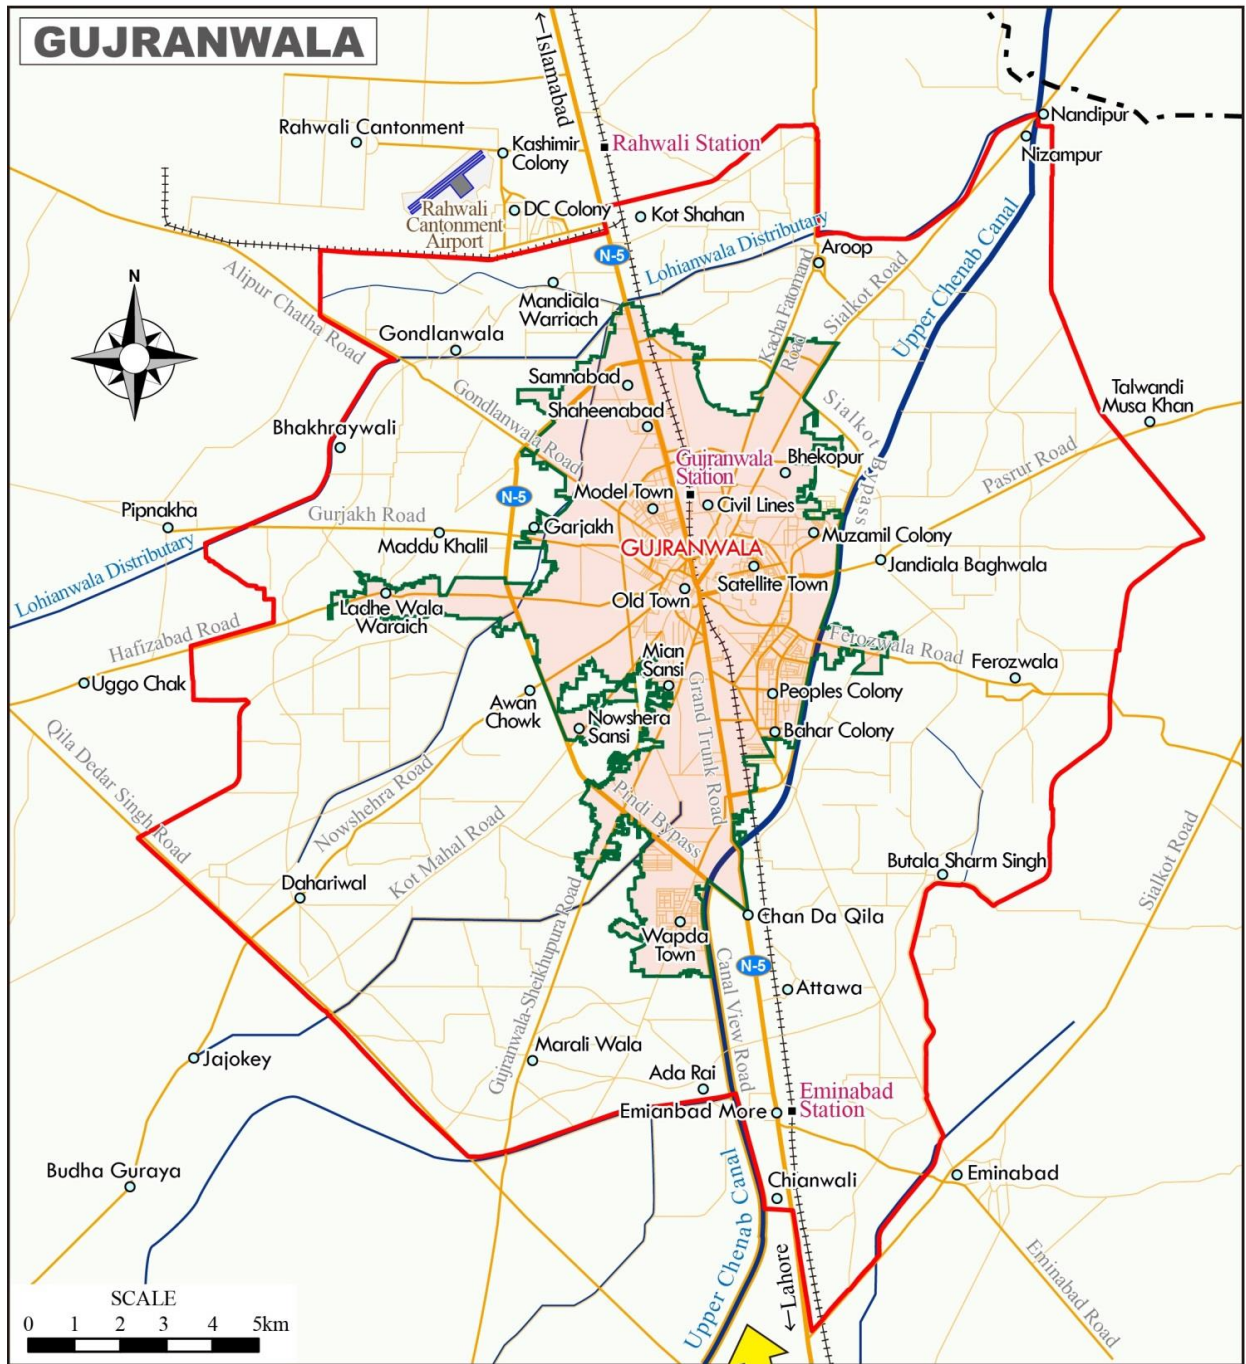 GUJRANWALA
←Islamabad
Rahwali Cantonment
Kashimir
Colony
Rahwali Station
Nandipur
Nizampur
DC Colony
Kot Shahan
Rahwali
Cantonment
Airport
Lohianwala Distributary
Upper Chenab Canal
N-5
Aroop
N
Alipur Chatha Road
Mandiala
Warriach
Kacha Fatomand
Road
Sialkot Road
Gondlanwala
Samnabad
Gondlanwala Road
Shaheenabad
Sialkot Bypass
Talwandi
Musa Khan
Bhakhraywali
Gujranwala
Station
Bhekopur
Pasrur Road
N-5
Model Town
Civil Lines
Pipnakha
Gurjakh Road
Garjakh
Maddu Khalil
Muzamil Colony
GUJRANWALA
Jandiala Baghwala
Lohianwala Distributary
Satellite Town
Old Town
Ladhe Wala
Waraich
Hafizabad Road
Ferozwala Road
Mian
Sansi
Ferozwala
Uggo Chak
Awan
Chowk
Nowshera
Sansi
Grand Trunk Road
Peoples Colony
Bahar Colony
Qila Dedar Singh Road
Nowshehra Road
Pindi Bypass
Kot Mahal Road
Butala Sharm Singh
Sialkot Road
Dahariwal
Chan Da Qila
Wapda
Town
N-5
Attawa
Gujranwala-Sheikhupura Road
Canal View Road
Jajokey
Marali Wala
Ada Rai
Emianbad More
Eminabad
Station
Budha Guraya
Chianwali
Eminabad
Upper Chenab Canal
←Lahore
Eminabad Road
SCALE
0 1 2 3 4 5km